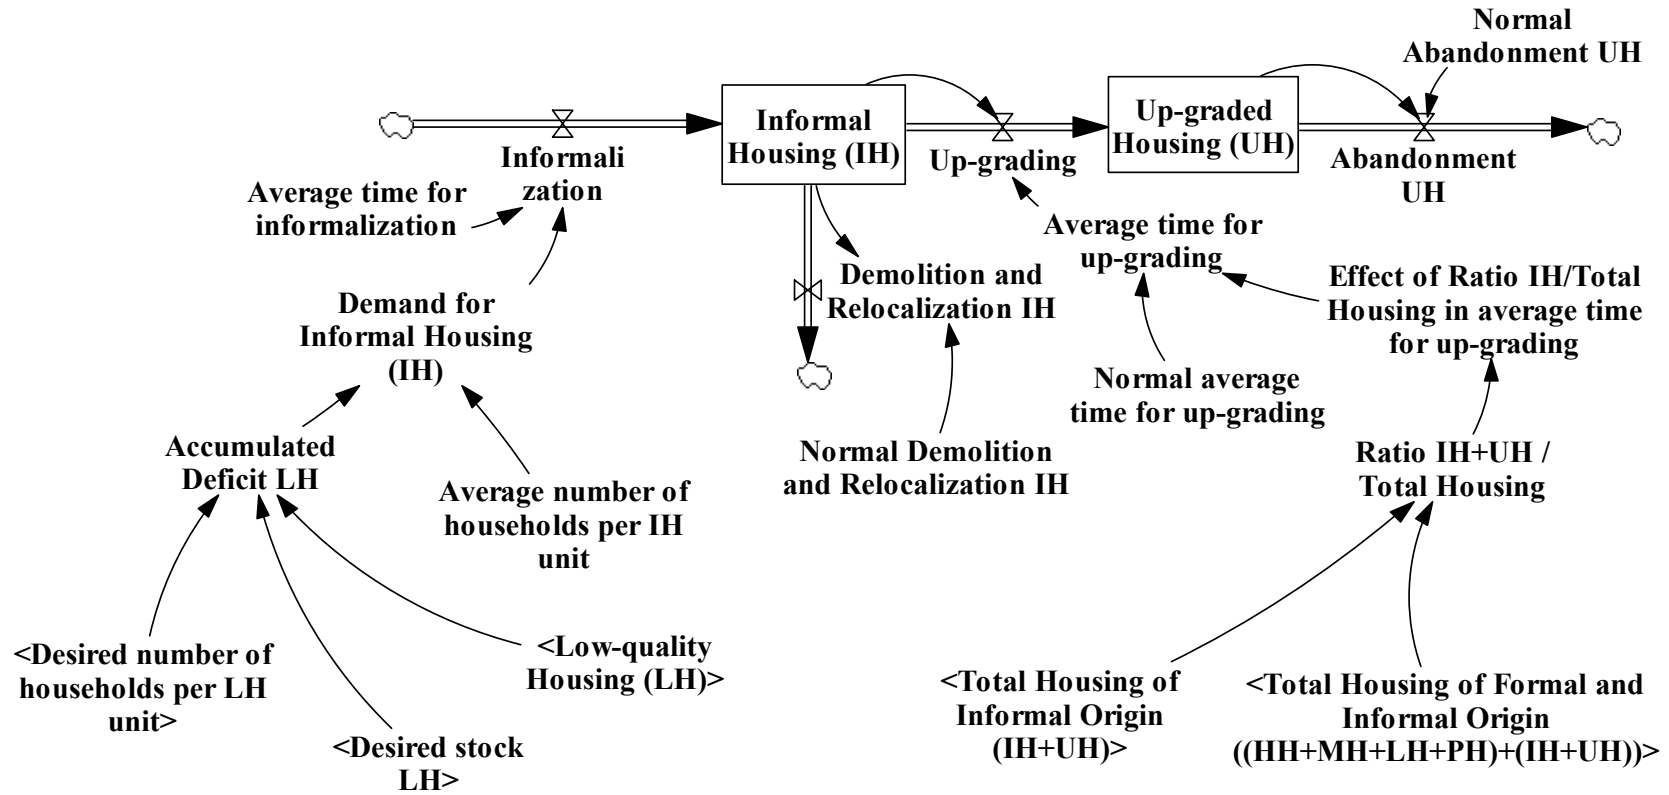 Normal
Abandonment UH
Informal
Housing (IH)
Up-graded
Housing (UH)
Informali
zation
Up-grading
Abandonment
UH
Average time for
informalization
Average time for
up-grading
Demolition and
Relocalization IH
Effect of Ratio IH/Total
Housing in average time
for up-grading
Demand for
Informal Housing
(IH)
Normal average
time for up-grading
Accumulated
Deficit LH
Normal Demolition
and Relocalization IH
Ratio IH+UH /
Total Housing
Average number of
households per IH
unit
<Desired number of
households per LH
unit>
<Low-quality
Housing (LH)>
<Desired stock
LH>
<Total Housing of
Informal Origin
(IH+UH)>
<Total Housing of Formal and
Informal Origin
((HH+MH+LH+PH)+(IH+UH))>